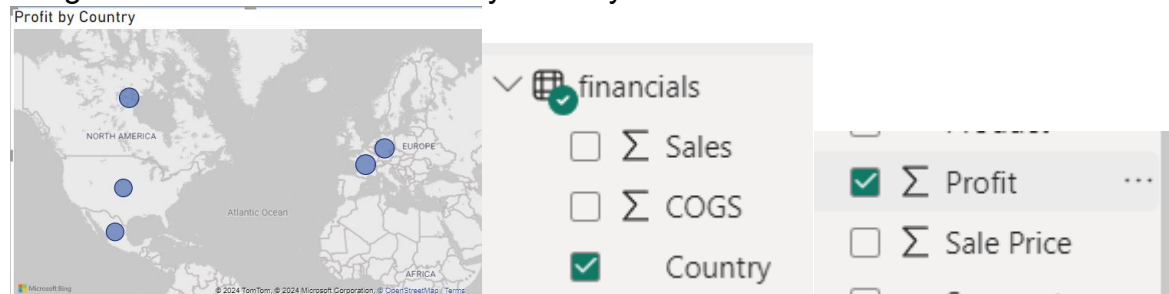 Profit by Country
NORTH AMERICA
EUROPE
Atlantic Ocean
AFRICA
Microsoft Bing
© 2024 TomTom, © 2024 Microsoft Corporation, © OpenStreetMap Terms
financials
Σ Sales
Σ COGS
Country
Σ Profit ...
Σ Sale Price